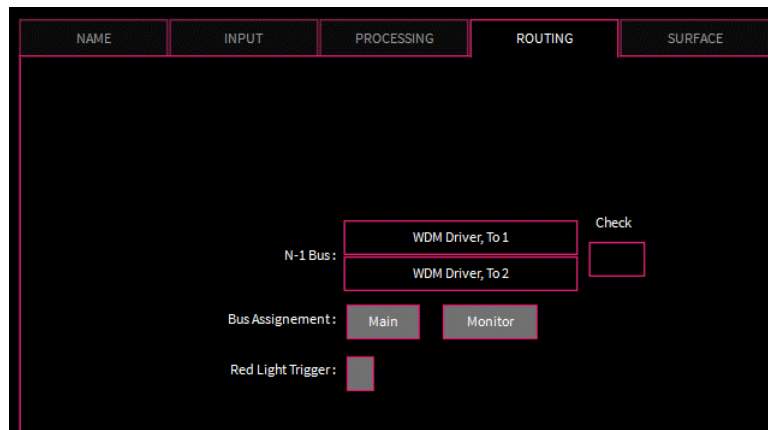 NAME INPUT PROCESSING ROUTING SURFACE
Check
WDM Driver, To 1
N-1 Bus:
WDM Driver, To 2
Bus Assignement: Main Monitor
Red Light Trigger: